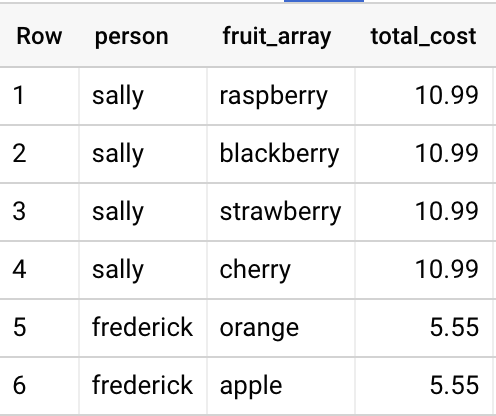 Row person fruit_array total_cost
1 sally raspberry 10.99
2 sally blackberry 10.99
3 sally strawberry 10.99
4 sally cherry 10.99
5 frederick orange 5.55
6 frederick apple 5.55